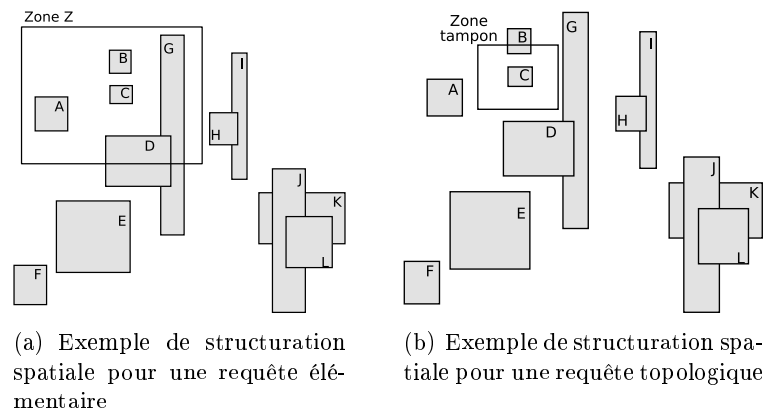 Zone Z
G
B
I
C
A
H
D
J
K
E
L
F
Zone
tampon
G
B
I
C
A
H
D
J
K
E
L
F
(a) Exemple de structuration
spatiale pour une requête élé-
mentaire
(b) Exemple de structuration spa-
tiale pour une requête topologique